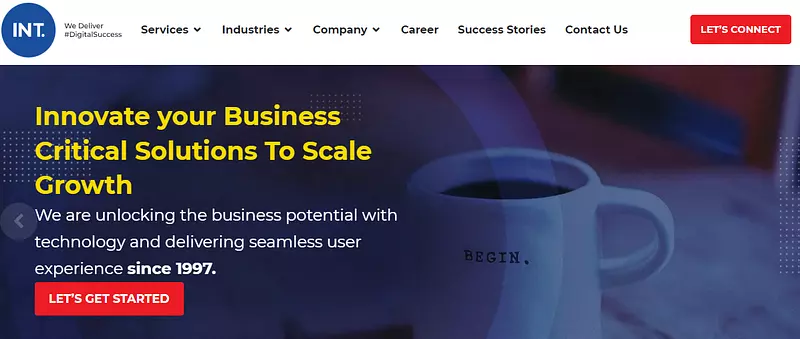 INT.
We Deliver
#DigitalSuccess
Services
Industries
Company
Career
Success Stories
Contact Us
LET'S CONNECT
Innovate your Business
Critical Solutions To Scale
Growth
We are unlocking the business potential with
technology and delivering seamless user
experience since 1997.
LET'S GET STARTED
BEGIN.